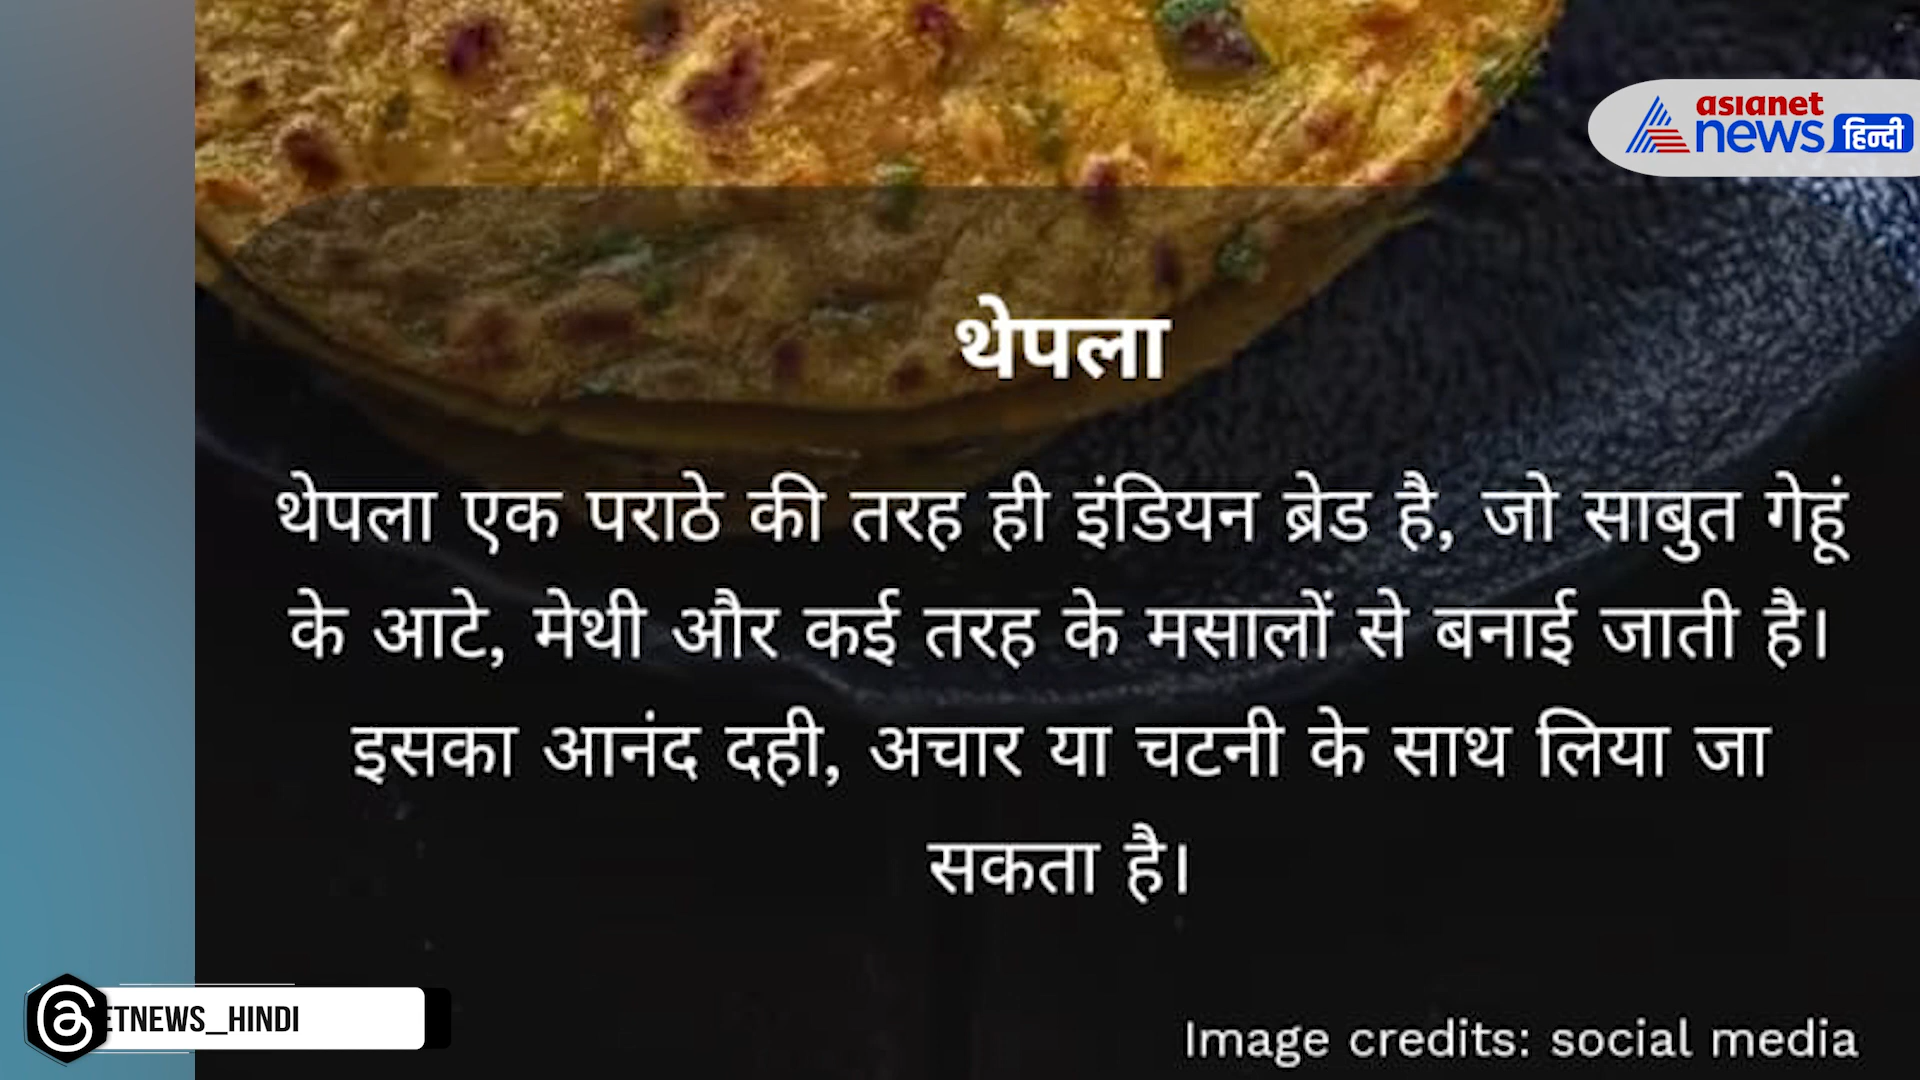 asianet
news हिन्दी
थेपला
थेपला एक पराठे की तरह ही इंडियन ब्रेड है, जो साबुत गेहूं
के आटे, मेथी और कई तरह के मसालों से बनाई जाती है।
इसका आनंद दही, अचार या चटनी के साथ लिया जा
सकता है।
ETNEWS_HINDI
Image credits: social media